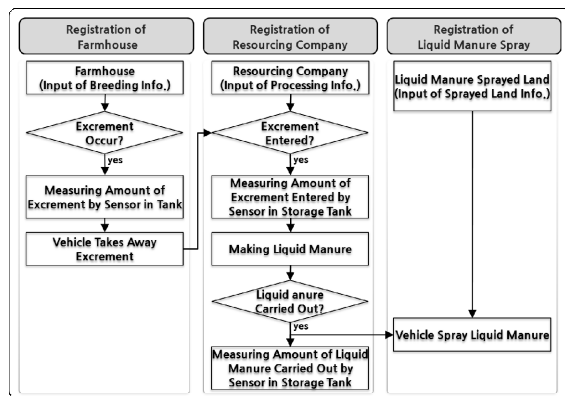 Registration of
Farmhouse
Farmhouse
(Input of Breeding Info.)
Excrement
Occur?
yes
Measuring Amount of
Excrement by Sensor in Tank
Vehicle Takes Away
Excrement
Registration of
Resourcing Company
Resourcing Company
(Input of Processing Info.)
Excrement
Entered?
yes
Measuring Amount of
Excrement Entered by
Sensor in Storage Tank
Making Liquid Manure
Liquid anure
Carried Out?
yes
Measuring Amount of Liquid
Manure Carried Out by
Sensor in Storage Tank
Registration of
Liquid Manure Spray
Liquid Manure Sprayed Land
(Input of Sprayed Land Info.)
Vehicle Spray Liquid Manure